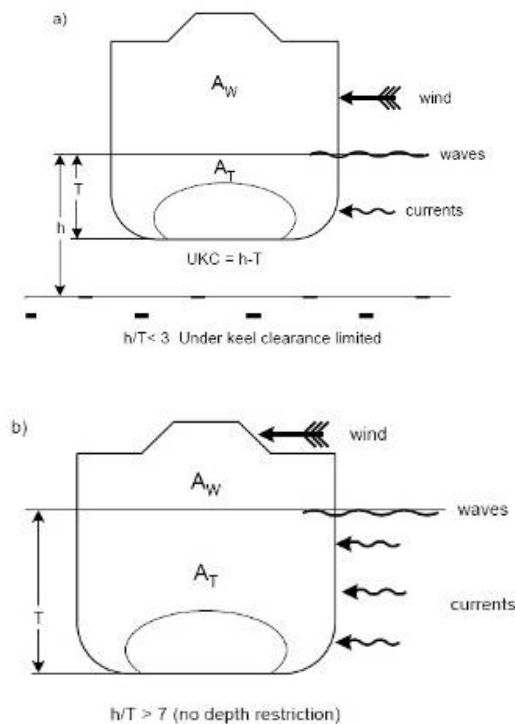 a)
A_W
wind
waves
T
A_T
currents
h
UKC = h-T
h/T< 3 Under keel clearance limited
b)
wind
A_W
waves
T
A_T
currents
h/T > 7 (no depth restriction)